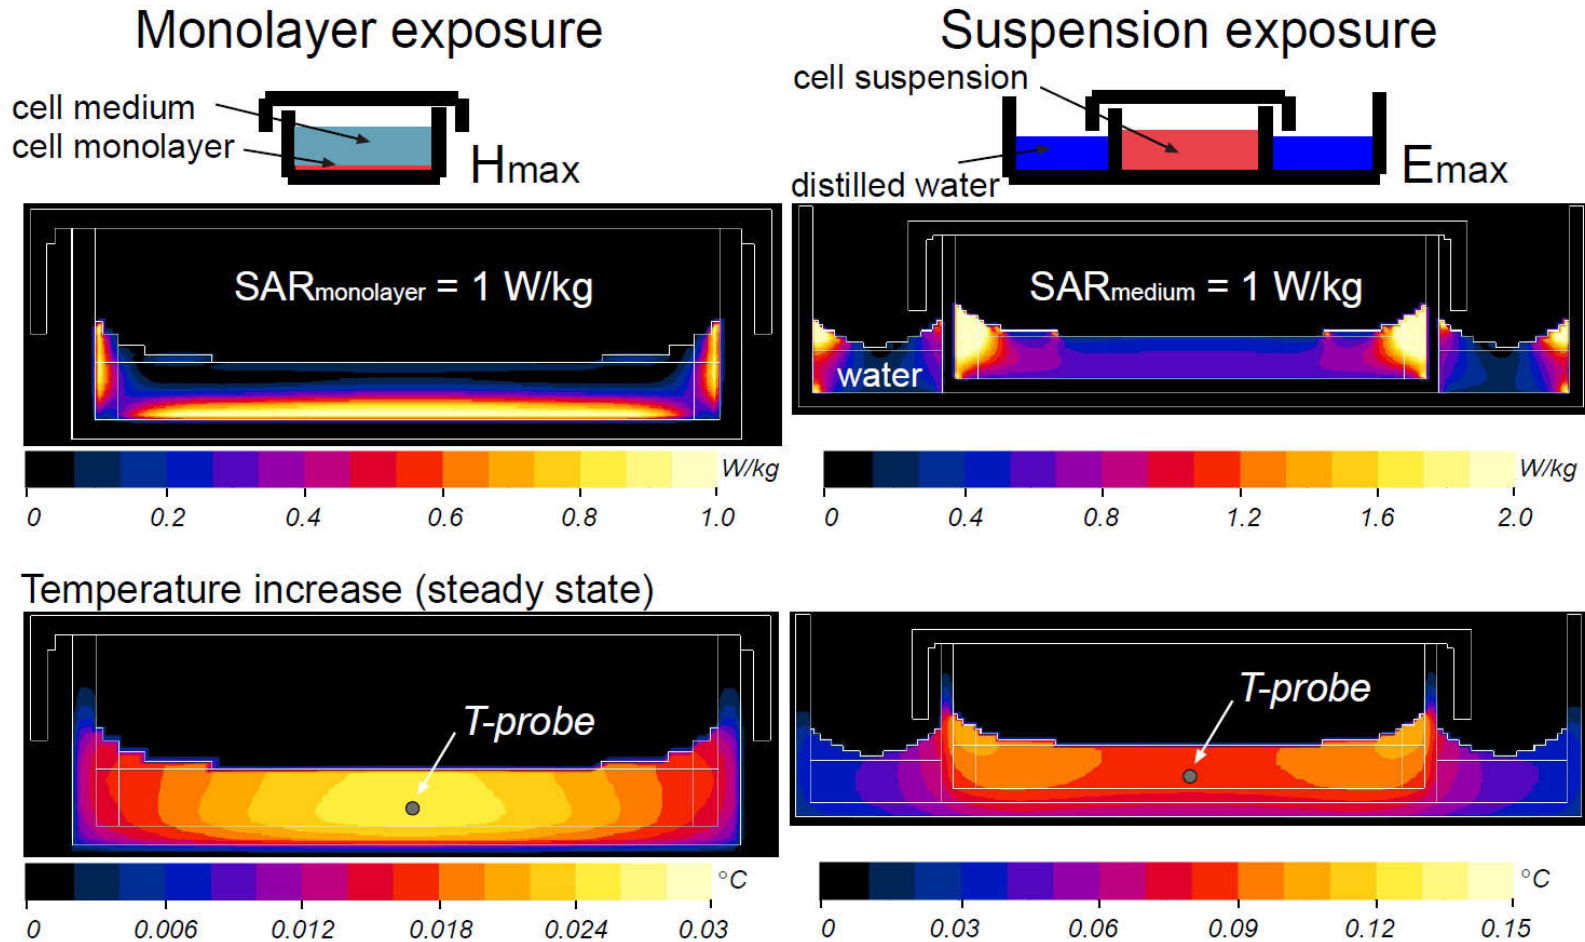 Monolayer exposure
Suspension exposure
cell medium
cell monolayer
Hmax
cell suspension
distilled water
Emax
SARmonolayer = 1 W/kg
SARmedium = 1 W/kg
water
W/kg
0 0.2 0.4 0.6 0.8 1.0
W/kg
0 0.4 0.8 1.2 1.6 2.0
Temperature increase (steady state)
T-probe
T-probe
°C
0 0.006 0.012 0.018 0.024 0.03
°C
0 0.03 0.06 0.09 0.12 0.15